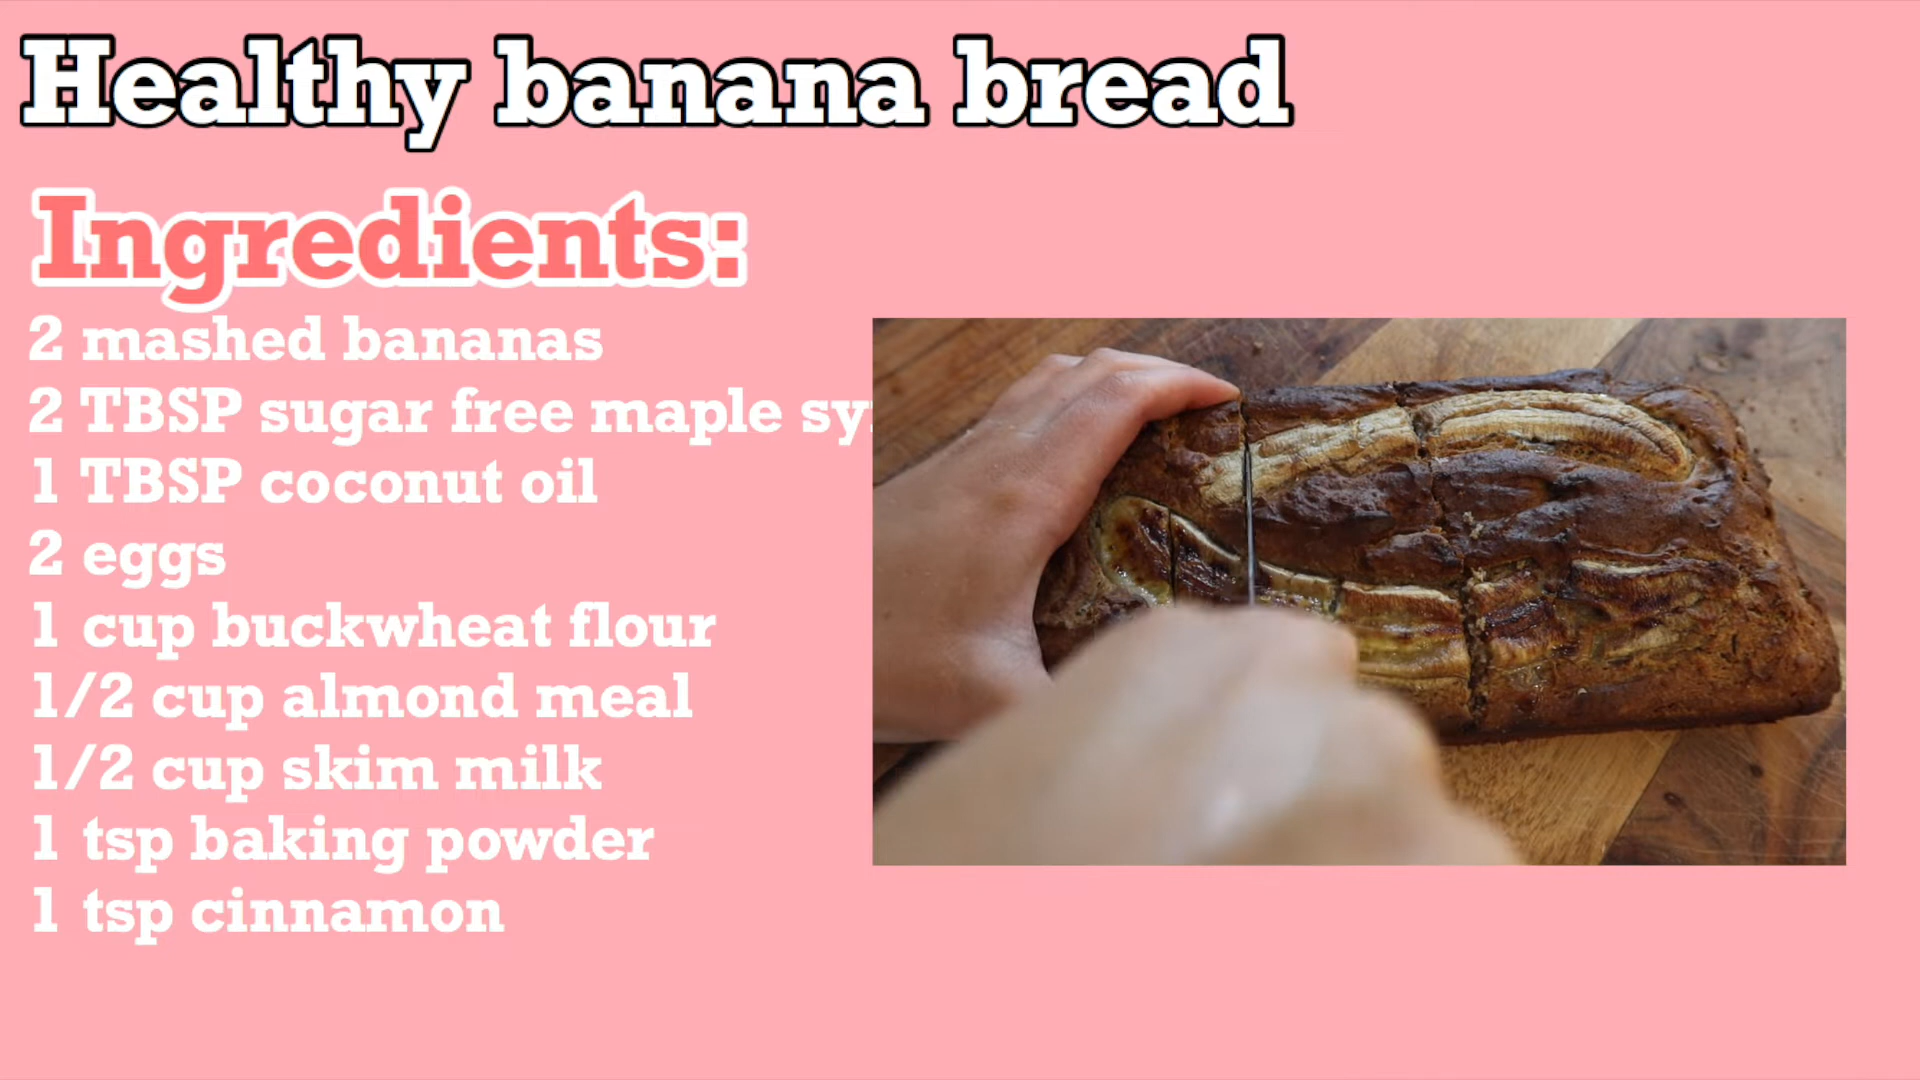 Healthy banana bread
Ingredients:
2 mashed bananas
2 TBSP sugar free maple
1 TBSP coconut oil
2 eggs
1 cup buckwheat flour
1/2 cup almond meal
1/2 cup skim milk
1 tsp baking powder
1 tsp cinnamon